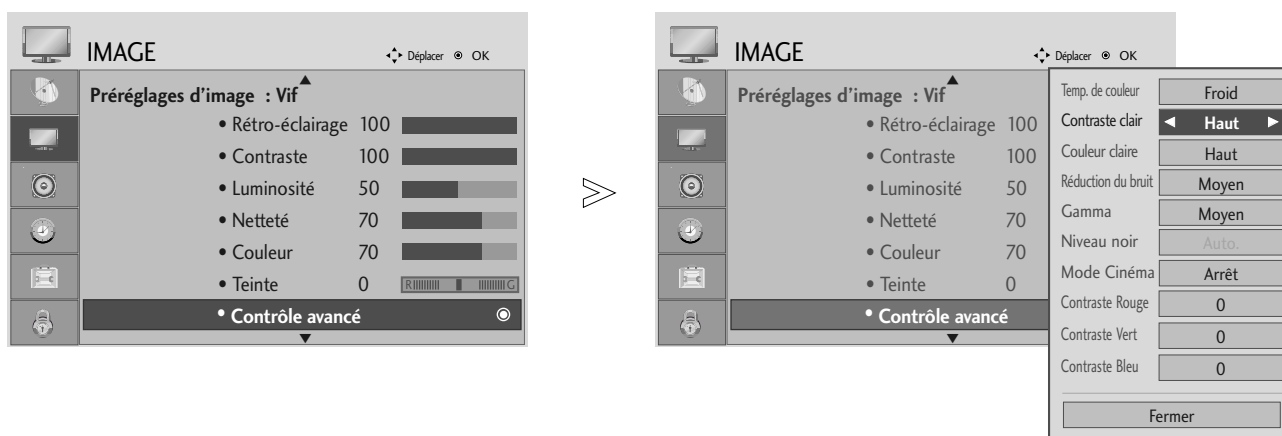 IMAGE
Déplacer OK
Préréglages d’image : Vif
• Rétro-éclairage 100
• Contraste 100
• Luminosité 50
• Netteté 70
• Couleur 70
• Teinte 0 R G
• Contrôle avancé
IMAGE
Déplacer OK
Préréglages d’image : Vif
• Rétro-éclairage 100
• Contraste 100
• Luminosité 50
• Netteté 70
• Couleur 70
• Teinte 0
• Contrôle avancé
Temp. de couleur Froid
Contraste clair Haut
Couleur claire Haut
Réduction du bruit Moyen
Gamma Moyen
Niveau noir Auto.
Mode Cinéma Arrêt
Contraste Rouge 0
Contraste Vert 0
Contraste Bleu 0
Fermer